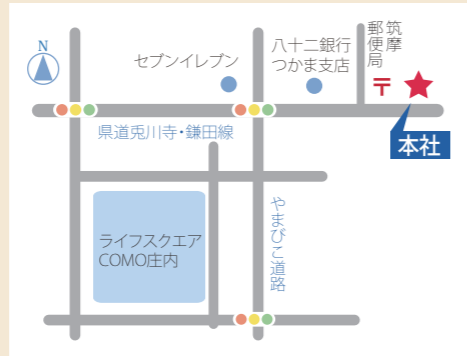 N
セブンイレブン
八十二銀行
つかま支店
筑摩
郵便局
〒
本社
県道兎川寺・鎌田線
やまびこ道路
ライフスクエア
COMO庄内